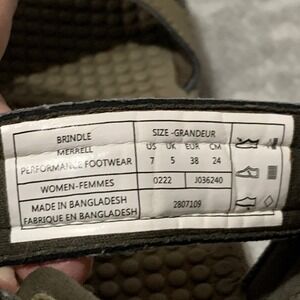 BRINDLE
MERRELL
PERFORMANCE FOOTWEAR
WOMEN-FEMMES
MADE IN BANGLADESH
FABRIQUE EN BANGLADESH
SIZE -GRANDEUR
US UK EUR CM
7 5 38 24
0222 J036240
2807109